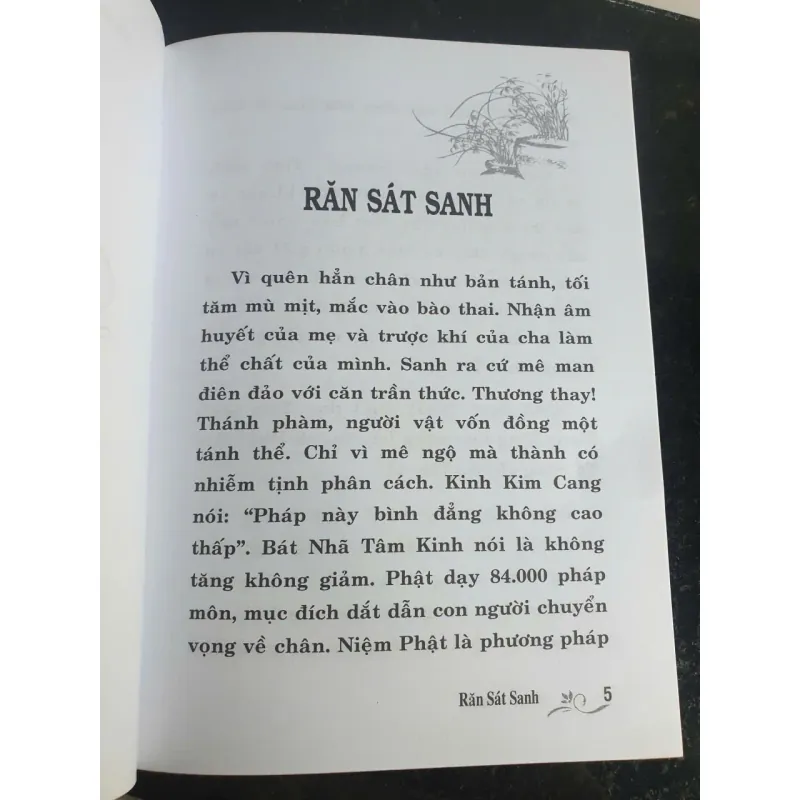 RĂN SÁT SANH
Vì quên hẳn chân như bản tánh, tối
tăm mù mịt, mắc vào bào thai. Nhận âm
huyết của mẹ và trược khí của cha làm
thể chất của mình. Sanh ra cứ mê man
điên đảo với căn trần thức. Thương thay!
Thánh phàm, người vật vốn đồng một
tánh thể. Chỉ vì mê ngộ mà thành có
nhiễm tịnh phân cách. Kinh Kim Cang
nói: “Pháp này bình đẳng không cao
thấp”. Bát Nhã Tâm Kinh nói là không
tăng không giảm. Phật dạy 84.000 pháp
môn, mục đích dắt dẫn con người chuyển
vọng về chân. Niệm Phật là phương pháp
Răn Sát Sanh 5